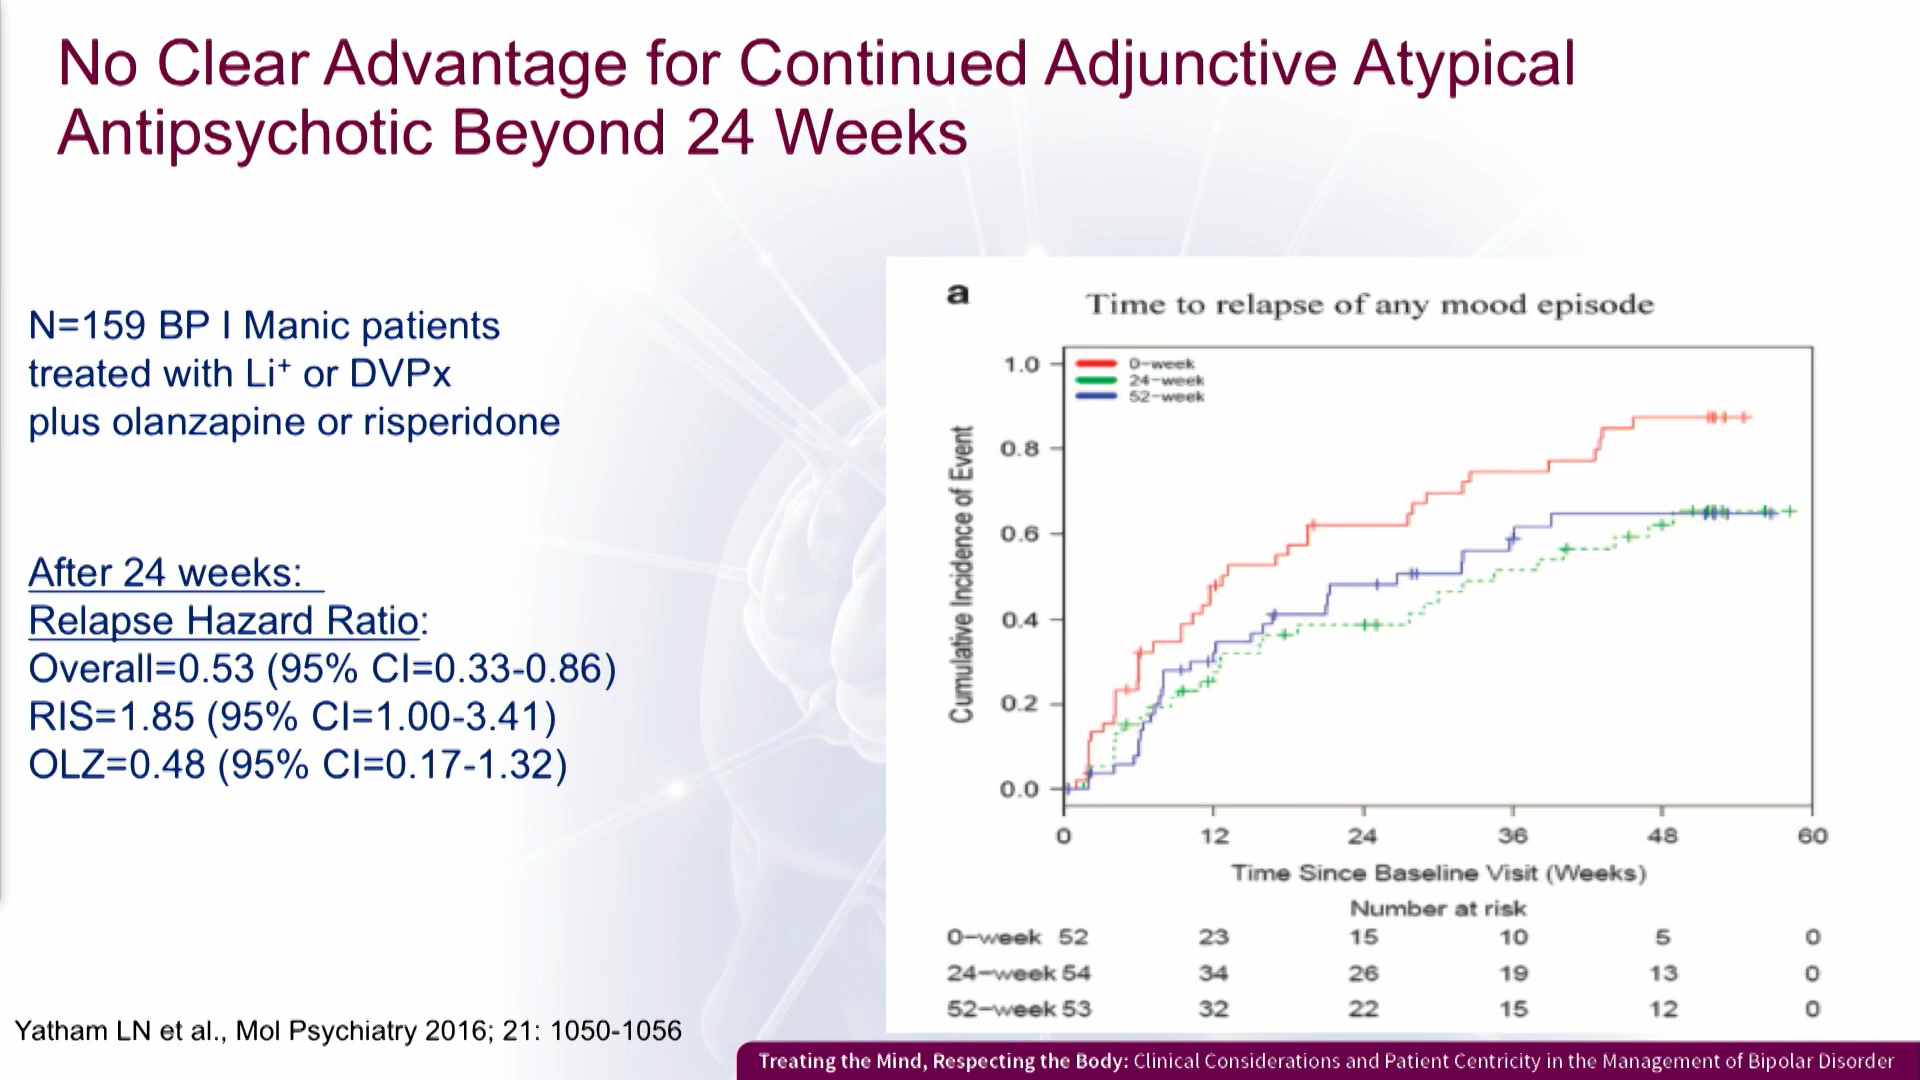 No Clear Advantage for Continued Adjunctive Atypical
Antipsychotic Beyond 24 Weeks
N=159 BP I Manic patients
treated with Li⁺ or DVPx
plus olanzapine or risperidone
After 24 weeks:
Relapse Hazard Ratio:
Overall=0.53 (95% CI=0.33-0.86)
RIS=1.85 (95% CI=1.00-3.41)
OLZ=0.48 (95% CI=0.17-1.32)
Yatham LN et al., Mol Psychiatry 2016; 21: 1050-1056
a
Time to relapse of any mood episode
0-week
24-week
52-week
Cumulative Incidence of Event
1.0
0.8
0.6
0.4
0.2
0.0
0 12 24 36 48 60
Time Since Baseline Visit (Weeks)
Number at risk
0-week 52 23 15 10 5 0
24-week 54 34 26 19 13 0
52-week 53 32 22 15 12 0
Treating the Mind, Respecting the Body: Clinical Considerations and Patient Centricity in the Management of Bipolar Disorder